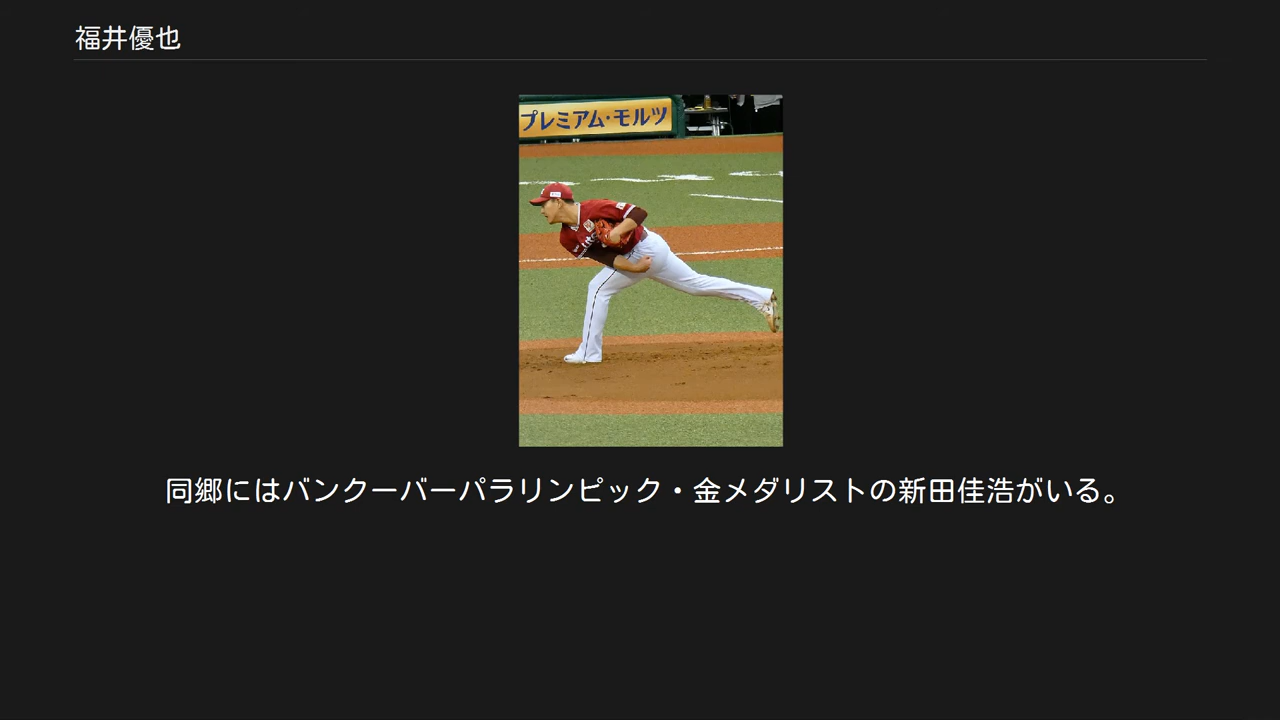 福井優也
プレミアム・モルツ
同郷にはバンクーバーパラリンピック・金メダリストの新田佳浩がいる。